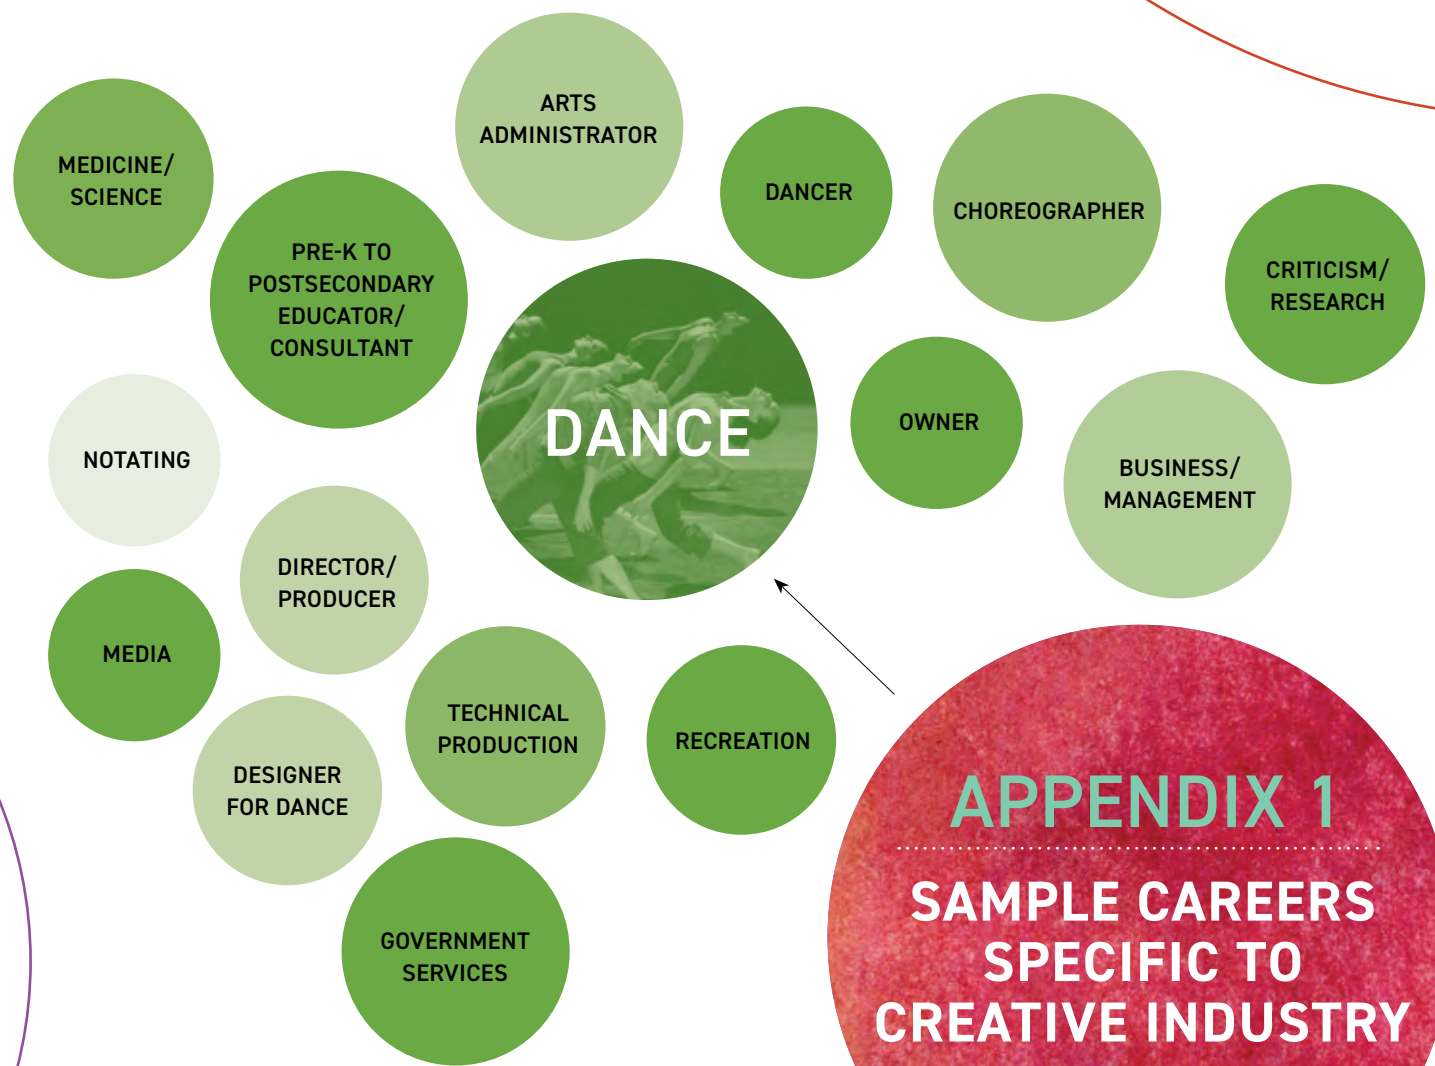 ARTS
ADMINISTRATOR
MEDICINE/
SCIENCE
DANCER
CHOREOGRAPHER
PRE-K TO
POSTSECONDARY
EDUCATOR/
CONSULTANT
CRITICISM/
RESEARCH
DANCE
OWNER
NOTATING
BUSINESS/
MANAGEMENT
DIRECTOR/
PRODUCER
MEDIA
TECHNICAL
PRODUCTION
RECREATION
DESIGNER
FOR DANCE
GOVERNMENT
SERVICES
APPENDIX 1
SAMPLE CAREERS
SPECIFIC TO
CREATIVE INDUSTRY